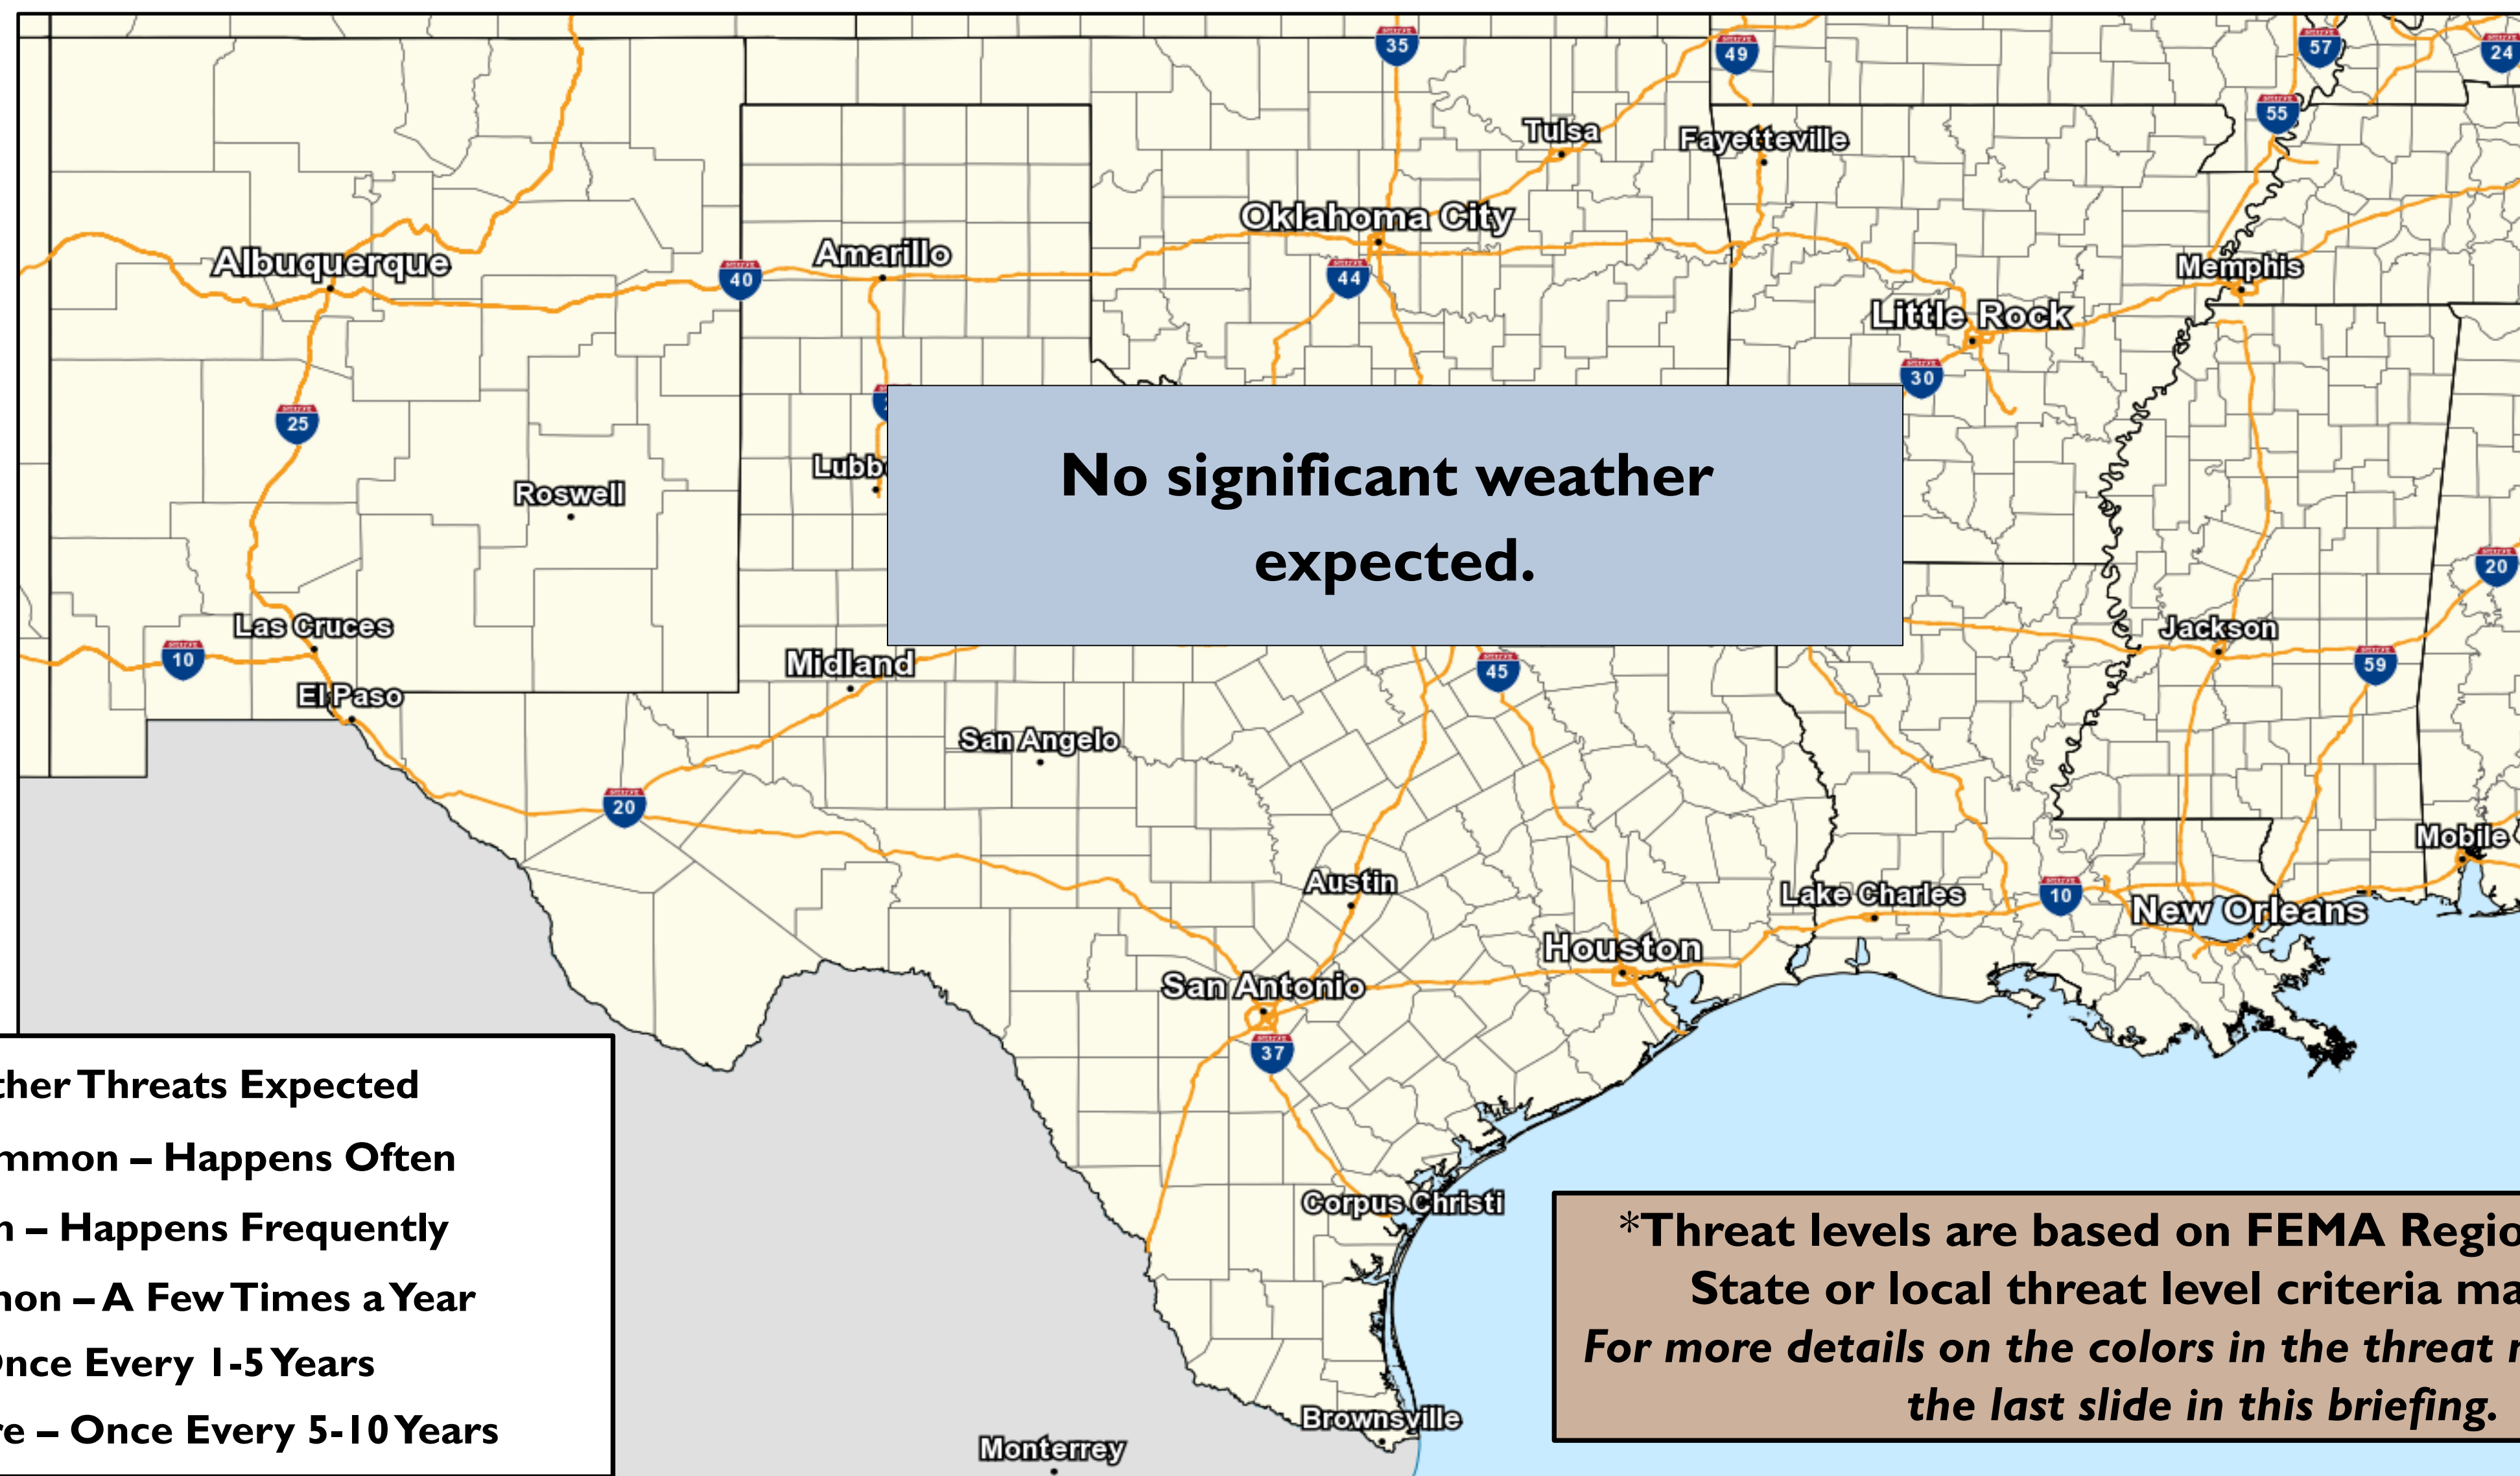 35
49
57
24
55
Tulsa
Fayetteville
Oklahoma City
Albuquerque
Amarillo
40
44
Memphis
Little Rock
30
25
Lubb
No significant weather
expected.
Roswell
20
Las Cruces
10
Midland
45
Jackson
59
El Paso
San Angelo
20
Mobile
Austin
Lake Charles
10
New Orleans
Houston
San Antonio
37
ther Threats Expected
mmon – Happens Often
n – Happens Frequently
non – A Few Times a Year
Once Every 1-5 Years
re – Once Every 5-10 Years
Corpus Christi
*Threat levels are based on FEMA Regio
State or local threat level criteria ma
For more details on the colors in the threat
the last slide in this briefing.
Brownsville
Monterrey